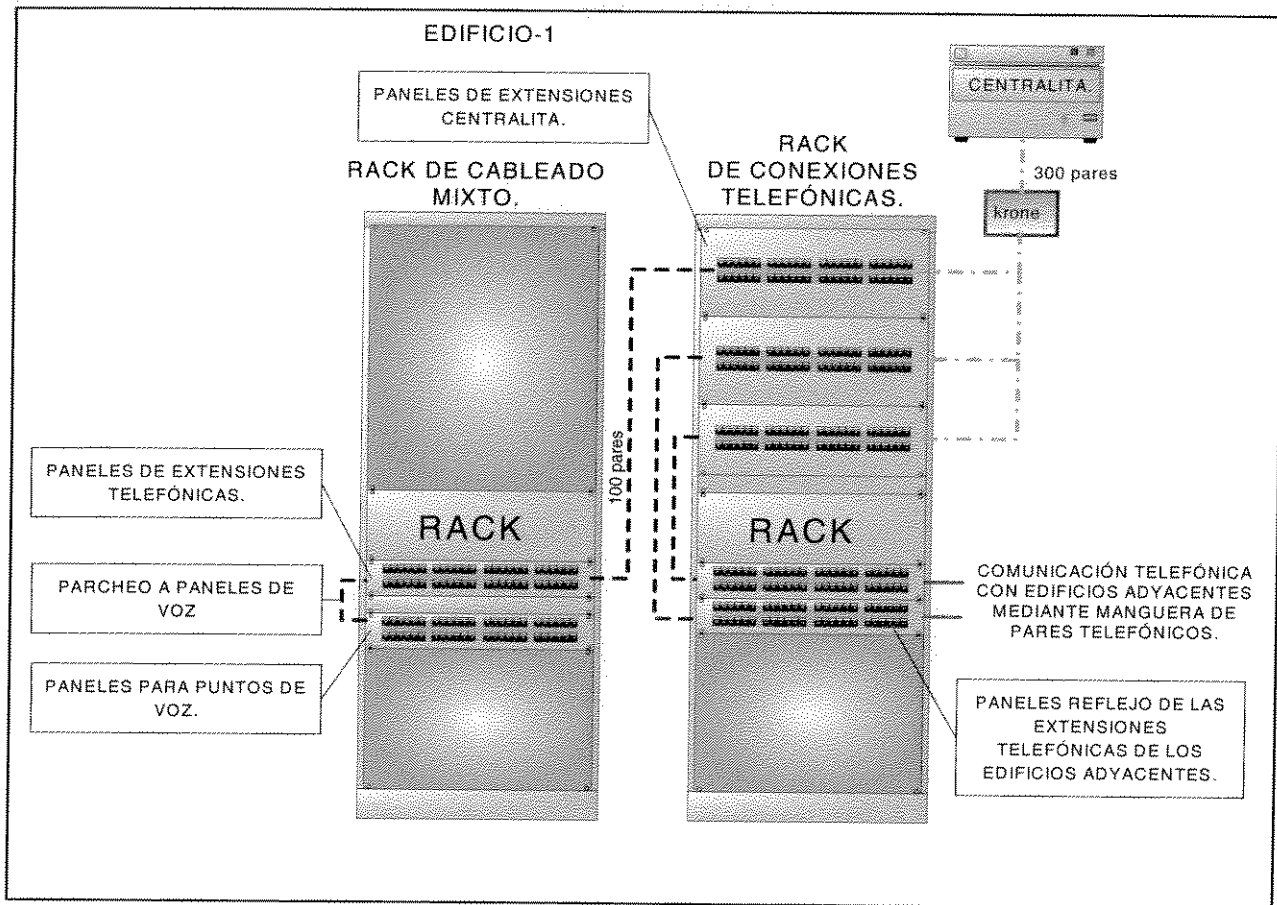 EDIFICIO-1
PANELES DE EXTENSIONES
CENTRALITA.
CENTRALITA
RACK DE CABLEADO
MIXTO.
RACK
DE CONEXIONES
TELEFÓNICAS.
300 pares
krone
100 pares
PANELES DE EXTENSIONES
TELEFÓNICAS.
RACK
RACK
PARCHEO A PANELES DE
VOZ
PANELES PARA PUNTOS DE
VOZ.
COMUNICACIÓN TELEFÓNICA
CON EDIFICIOS ADYACENTES
MEDIANTE MANGUERA DE
PARES TELEFÓNICOS.
PANELES REFLEJO DE LAS
EXTENSIONES
TELEFÓNICAS DE LOS
EDIFICIOS ADYACENTES.